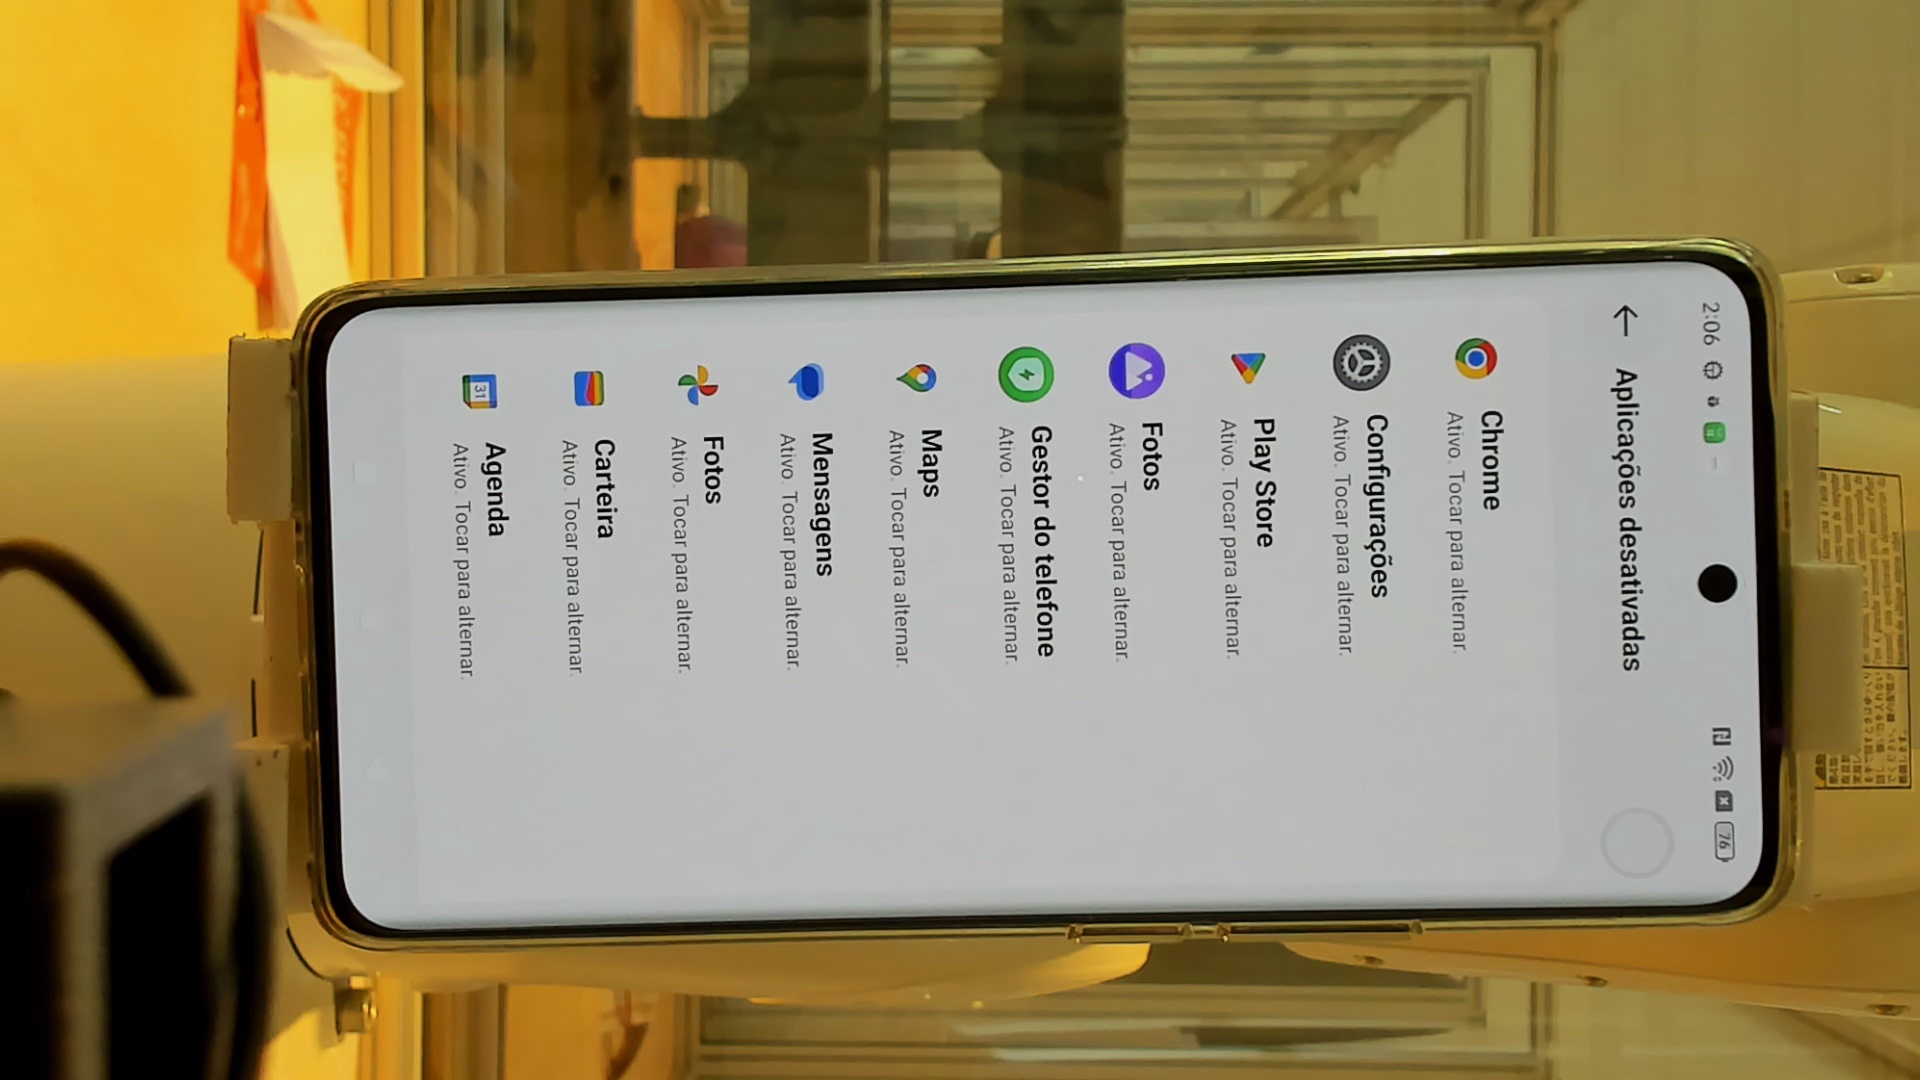 2:06
76
Aplicações desativadas
Chrome
Ativo. Tocar para alternar.
Configurações
Ativo. Tocar para alternar.
Play Store
Ativo. Tocar para alternar.
Fotos
Ativo. Tocar para alternar.
Gestor do telefone
Ativo. Tocar para alternar.
Maps
Ativo. Tocar para alternar.
Mensagens
Ativo. Tocar para alternar.
Fotos
Ativo. Tocar para alternar.
Carteira
Ativo. Tocar para alternar.
31
Agenda
Ativo. Tocar para alternar.